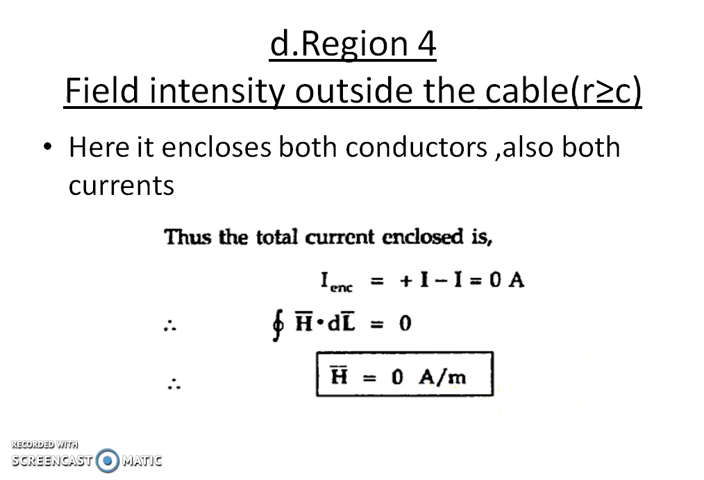 d.Region 4
Field intensity outside the cable(r≥c)
• Here it encloses both conductors ,also both
currents
Thus the total current enclosed is,
I_enc = + I – I = 0 A
∴ ∮ H̅ • dL̅ = 0
∴ H̅ = 0 A/m
RECORDED WITH
SCREENCAST MATIC